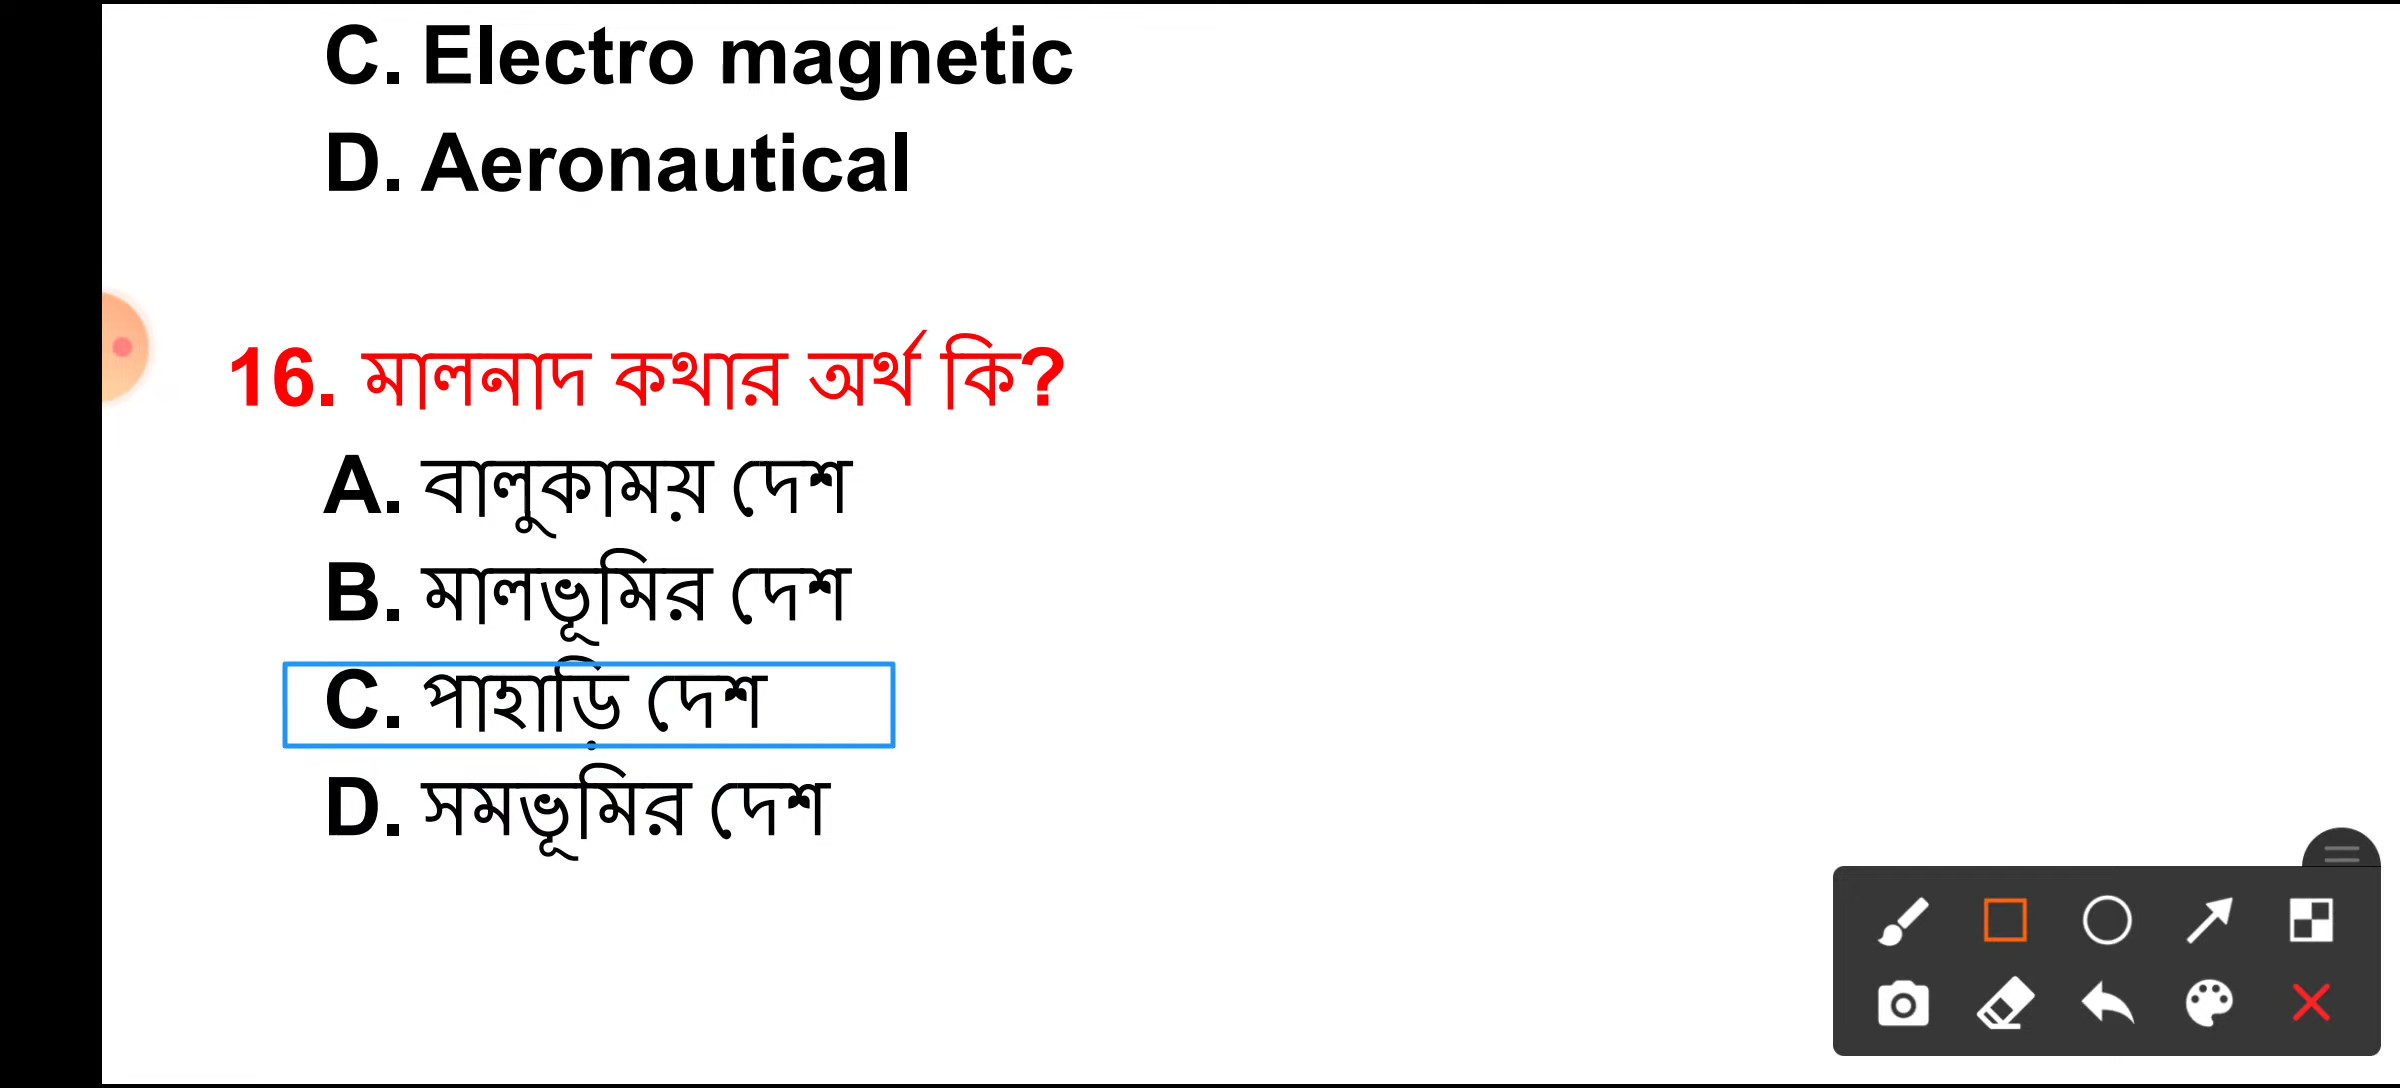 C. Electro magnetic
D. Aeronautical
16. মালনাদ কথার অর্থ কি?
A. বালুকাময় দেশ
B. মালভূমির দেশ
C. পাহাড়ি দেশ
D. সমভূমির দেশ